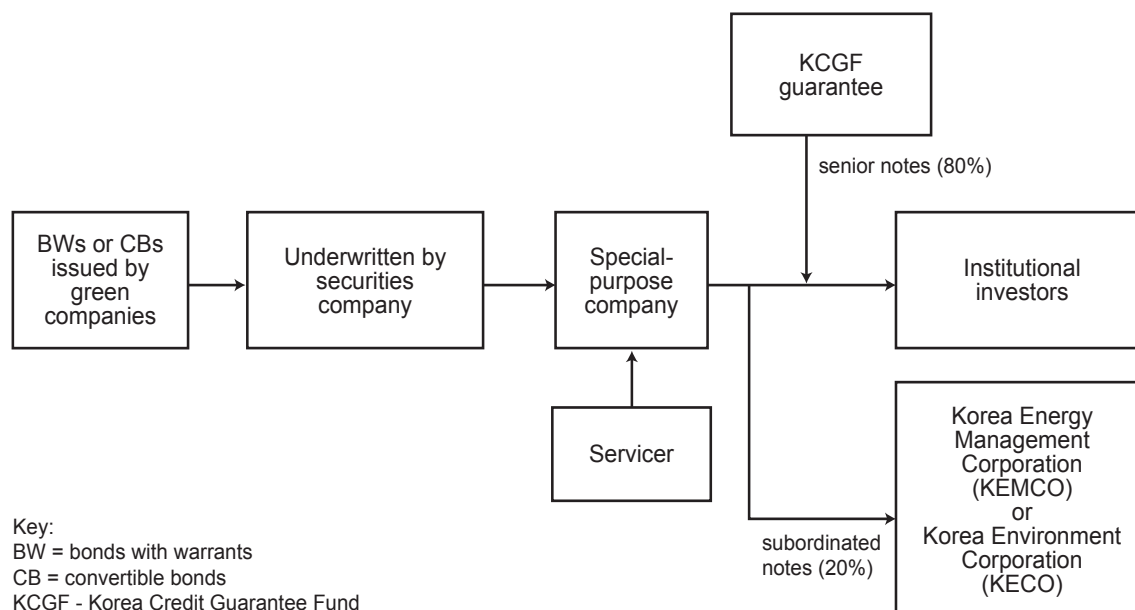 KCGF
guarantee
senior notes (80%)
BWs or CBs
issued by
green
companies
Underwritten by
securities
company
Special-
purpose
company
Institutional
investors
Servicer
Korea Energy
Management
Corporation
(KEMCO)
or
Korea Environment
Corporation
(KECO)
subordinated
notes (20%)
Key:
BW = bonds with warrants
CB = convertible bonds
KCGF - Korea Credit Guarantee Fund